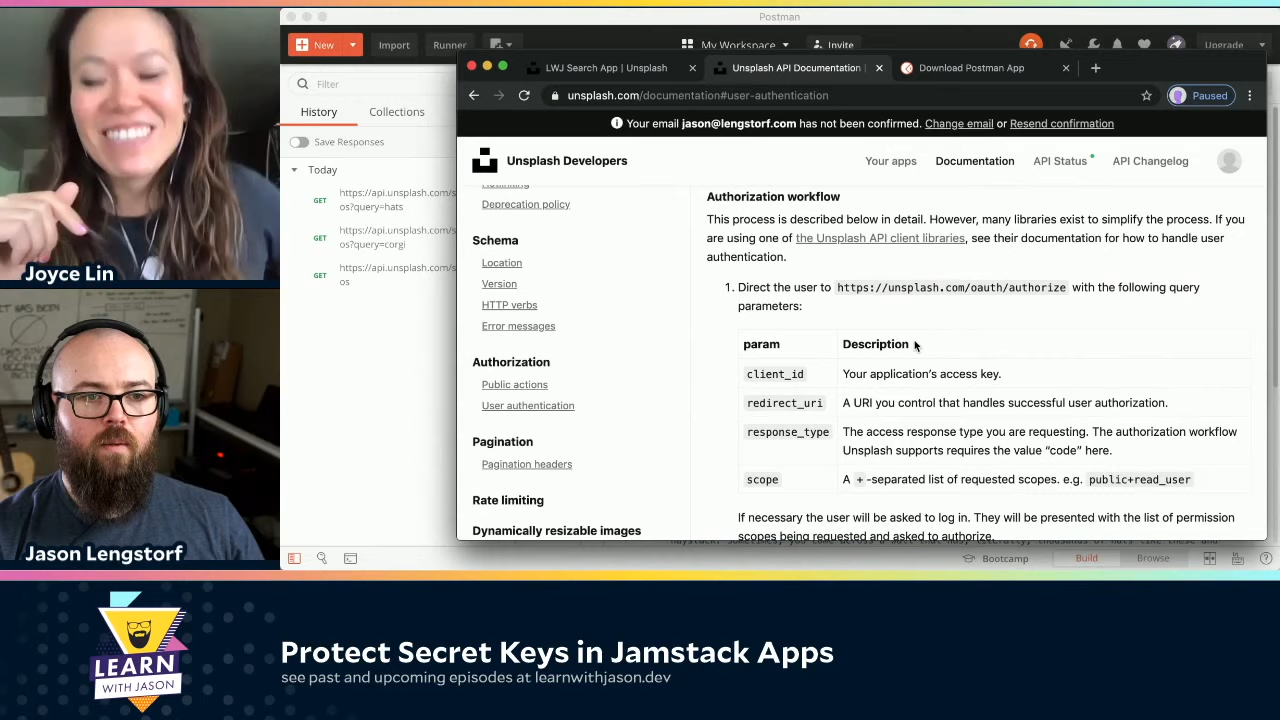 Joyce Lin
Jason Lengstorf
Postman
New
Import
Runner
My Workspace
Invite
Upgrade
Filter
History
Collections
Save Responses
Today
GET
https://api.unsplash.com/s
os?query=hats
GET
https://api.unsplash.com/s
os?query=corgi
GET
https://api.unsplash.com/s
os
LWJ Search App | Unsplash
Unsplash API Documentation
Download Postman App
unsplash.com/documentation#user-authentication
Paused
Your email jason@lengstorf.com has not been confirmed. Change email or Resend confirmation
Unsplash Developers
Your apps
Documentation
API Status
API Changelog
Hotlinking
Deprecation policy
Schema
Location
Version
HTTP verbs
Error messages
Authorization
Public actions
User authentication
Pagination
Pagination headers
Rate limiting
Dynamically resizable images
Authorization workflow
This process is described below in detail. However, many libraries exist to simplify the process. If you
are using one of the Unsplash API client libraries, see their documentation for how to handle user
authentication.
1. Direct the user to https://unsplash.com/oauth/authorize with the following query
parameters:
param
Description
client_id
Your application's access key.
redirect_uri
A URI you control that handles successful user authorization.
response_type
The access response type you are requesting. The authorization workflow
Unsplash supports requires the value “code” here.
scope
A + -separated list of requested scopes. e.g. public+read_user
If necessary the user will be asked to log in. They will be presented with the list of permission
scopes being requested and asked to authorize.
Bootcamp
Build
Browse
LEARN
WITH JASON
Protect Secret Keys in Jamstack Apps
see past and upcoming episodes at learnwithjason.dev